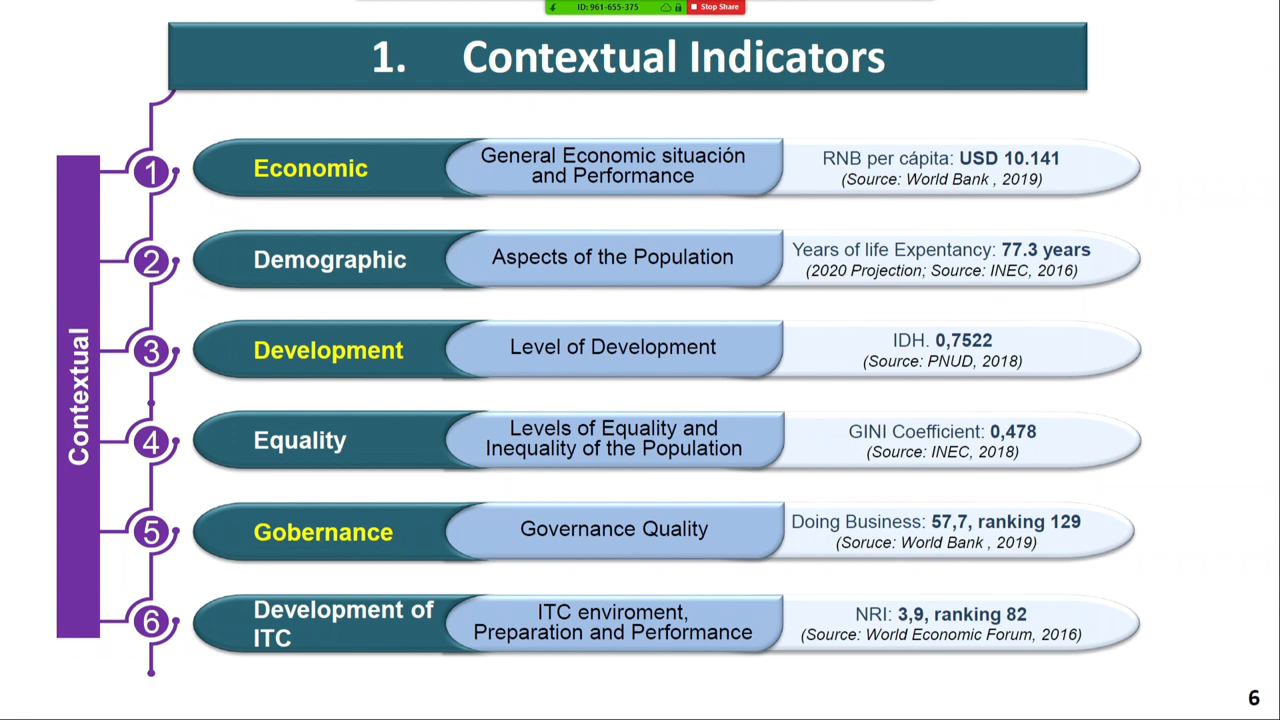 ID: 961-655-375
Stop Share
1. Contextual Indicators
Contextual
1
Economic
General Economic situación
and Performance
RNB per cápita: USD 10.141
(Source: World Bank , 2019)
2
Demographic
Aspects of the Population
Years of life Expentancy: 77.3 years
(2020 Projection; Source: INEC, 2016)
3
Development
Level of Development
IDH. 0,7522
(Source: PNUD, 2018)
4
Equality
Levels of Equality and
Inequality of the Population
GINI Coefficient: 0,478
(Source: INEC, 2018)
5
Gobernance
Governance Quality
Doing Business: 57,7, ranking 129
(Soruce: World Bank , 2019)
6
Development of
ITC
ITC enviroment,
Preparation and Performance
NRI: 3,9, ranking 82
(Source: World Economic Forum, 2016)
6